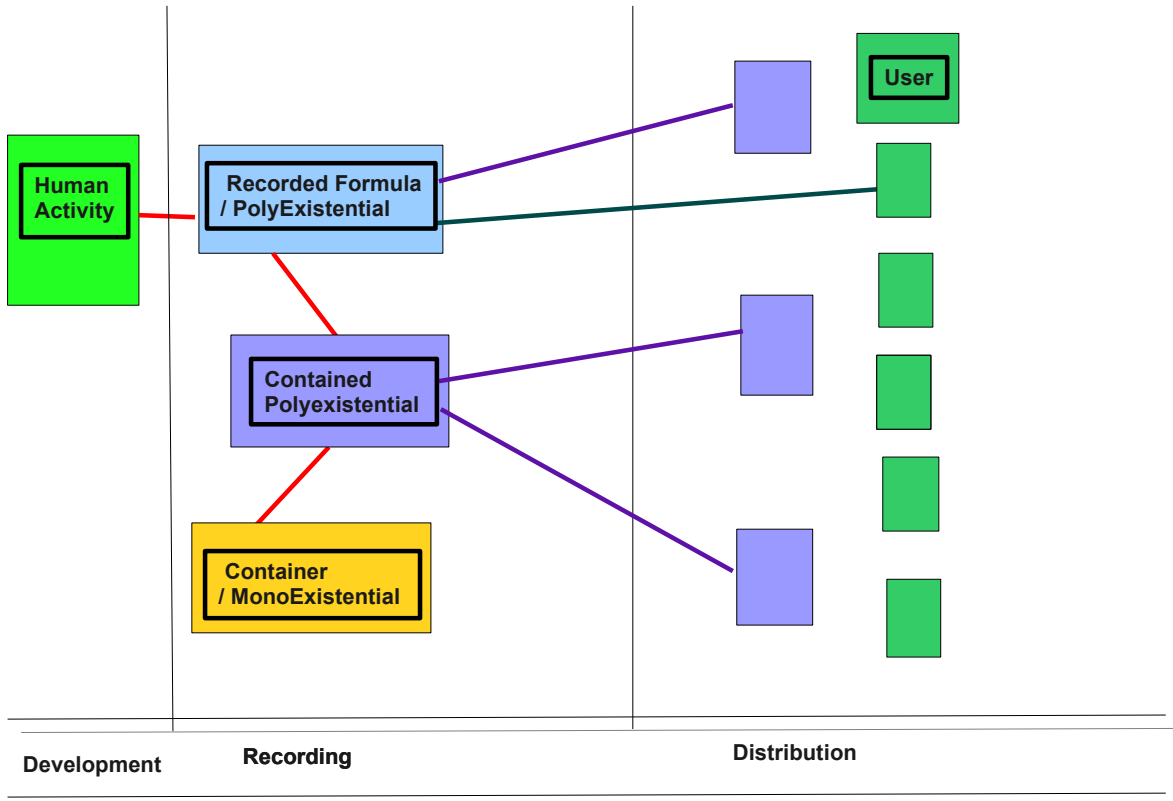 User
Human
Activity
Recorded Formula
/ PolyExistential
Contained
Polyexistential
Container
/ MonoExistential
Development
Recording
Distribution